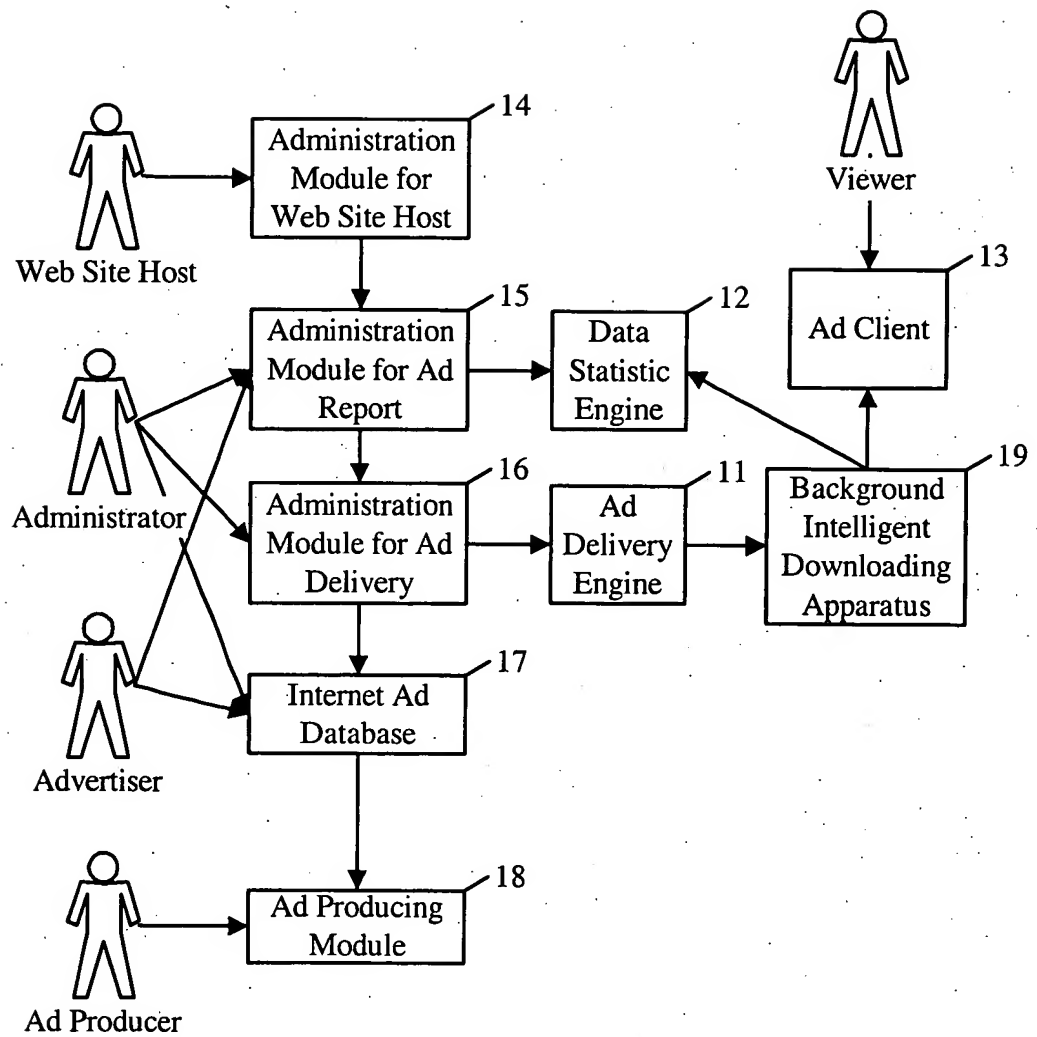 14
Administration
Module for
Web Site Host
Web Site Host
Viewer
13
Ad Client
15
Administration
Module for Ad
Report
12
Data
Statistic
Engine
Administrator
16
Administration
Module for Ad
Delivery
11
Ad
Delivery
Engine
19
Background
Intelligent
Downloading
Apparatus
17
Internet Ad
Database
Advertiser
18
Ad Producing
Module
Ad Producer